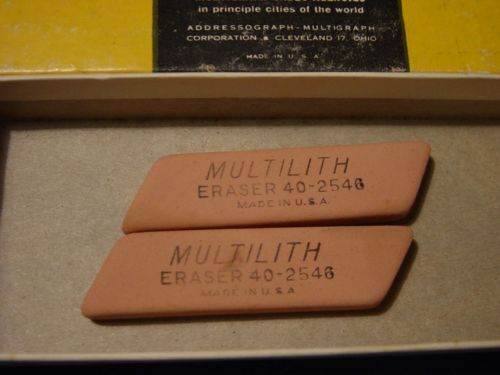 in principle cities of the world
ADDRESSOGRAPH - MULTIGRAPH
CORPORATION • CLEVELAND 17, OHIO
MADE IN U. S. A.
MULTILITH
ERASER 40-2546
MADE IN U.S.A.
MULTILITH
ERASER 40-2546
MADE IN U.S.A.